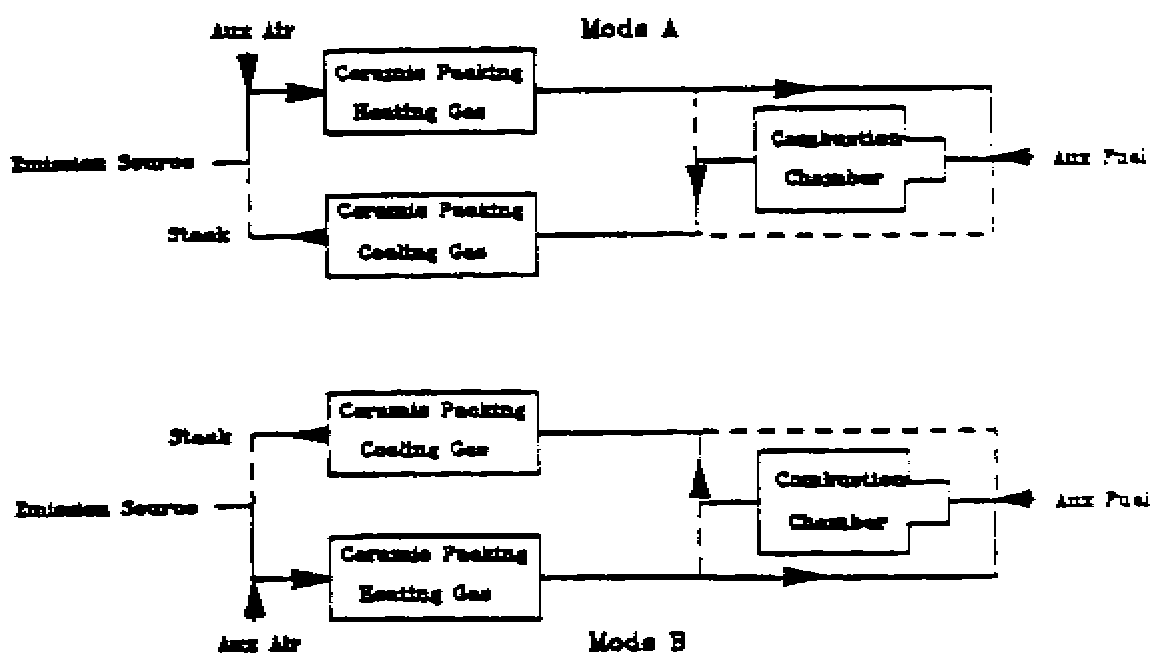 Aux Air
Mode A
Ceramic Packing
Heating Gas
Combustion
Chamber
Emission Source
Aux Fuel
Stack
Ceramic Packing
Cooling Gas
Stack
Ceramic Packing
Cooling Gas
Combustion
Chamber
Emission Source
Aux Fuel
Ceramic Packing
Heating Gas
Aux Air
Mode B